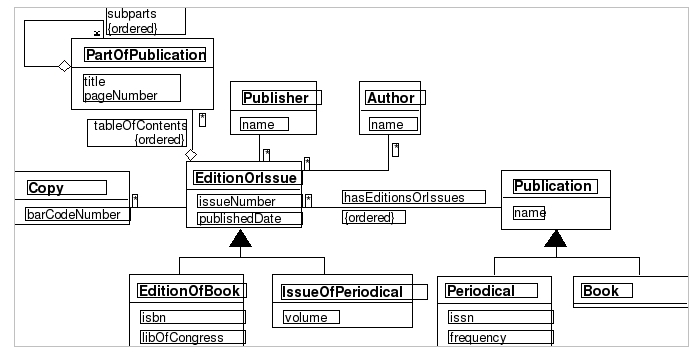 subparts
{ordered}
*
PartOfPublication
title
pageNumber
*
tableOfContents
{ordered}
Publisher
name
*
Author
name
*
*
EditionOrIssue
issueNumber
publishedDate
*
Copy
barCodeNumber
*
hasEditionsOrIssues
{ordered}
Publication
name
EditionOfBook
isbn
libOfCongress
IssueOfPeriodical
volume
Periodical
issn
frequency
Book